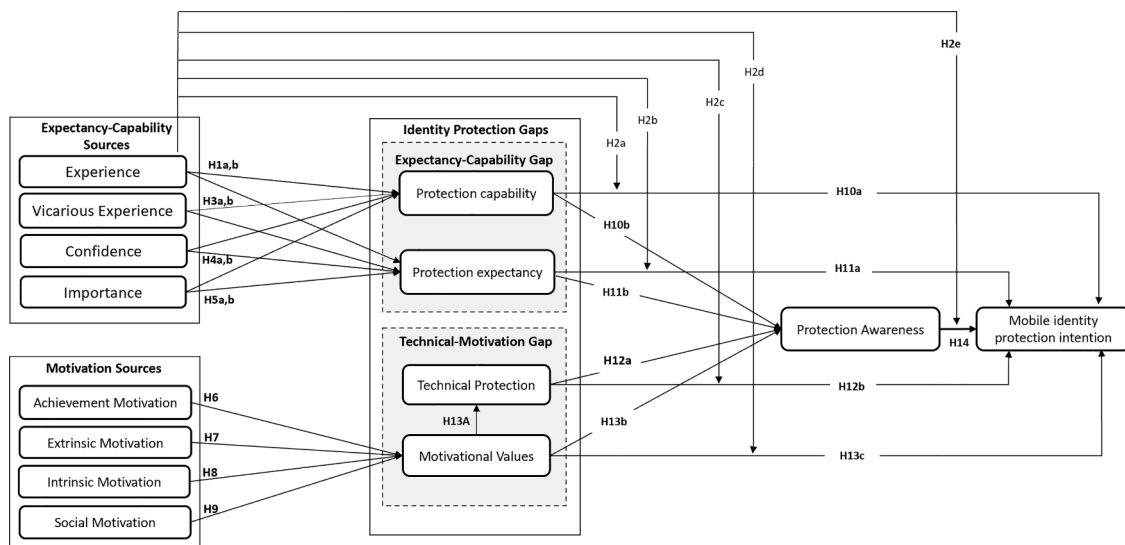 H2e
H2d
H2c
H2b
H2a
Expectancy-Capability
Sources
Experience
Vicarious Experience
Confidence
Importance
H1a,b
H3a,b
H4a,b
H5a,b
Identity Protection Gaps
Expectancy-Capability Gap
Protection capability
Protection expectancy
H10a
H10b
H11a
H11b
Protection Awareness
H14
Mobile identity
protection intention
Motivation Sources
Achievement Motivation
Extrinsic Motivation
Intrinsic Motivation
Social Motivation
H6
H7
H8
H9
Technical-Motivation Gap
Technical Protection
H13A
Motivational Values
H12a
H12b
H13b
H13c